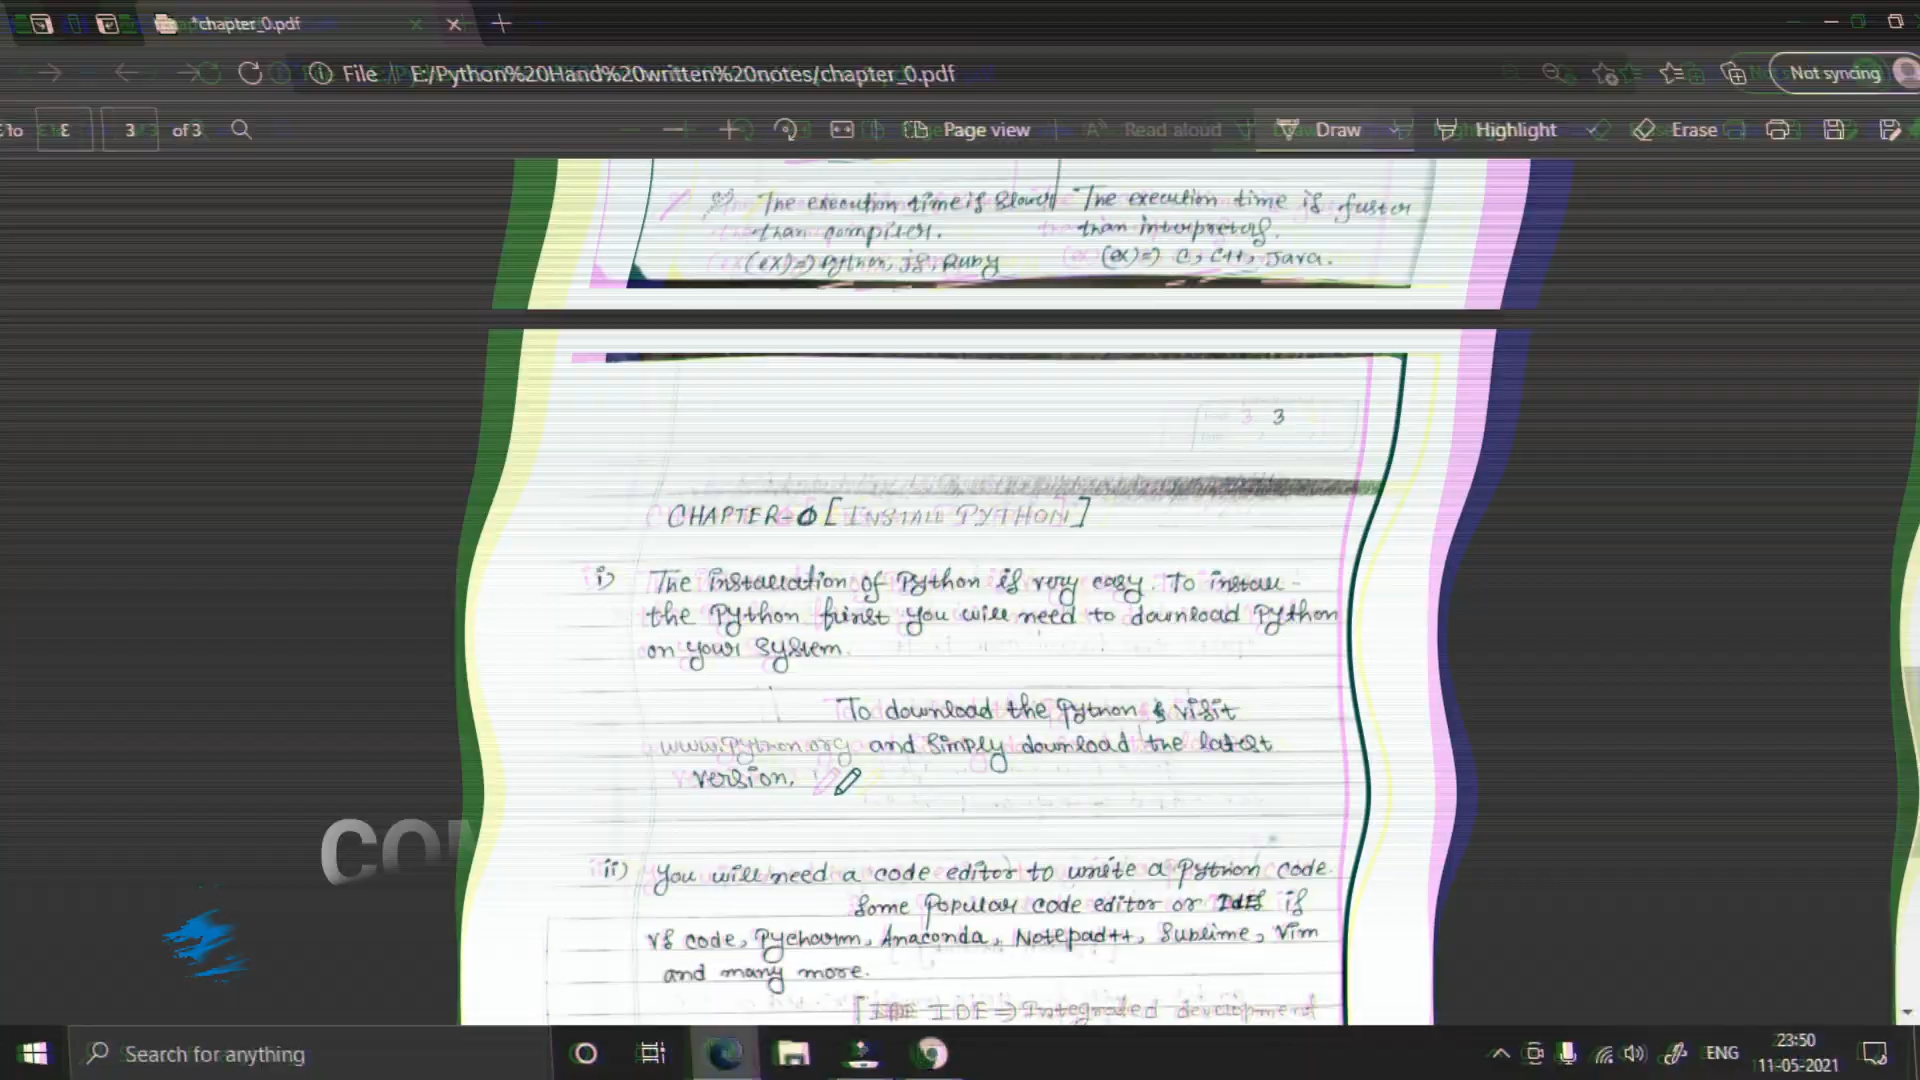 *chapter_0.pdf
File E:/Python%20Hand%20written%20notes/chapter_0.pdf
Not syncing
3 of 3 Page view Read aloud Draw Highlight Erase
The execution time is slower The execution time is faster
than compiler. than interpreters.
(ex)=> Python, js, Ruby (ex)=> C, C++, Java.
3
CHAPTER-0 [INSTALL PYTHON]
i) The installation of Python is very easy. To install -
the Python first you will need to download Python
on your system.
To download the Python visit
www.python.org and simply download the latest
version.
CO
ii) You will need a code editor to write a Python code.
Some Popular code editor or IDEs is
VS code, Pycharm, Anaconda, Notepad++, Sublime, Vim
and many more.
[IDE IDE => Integrated development
Search for anything
ENG
23:50
11-05-2021